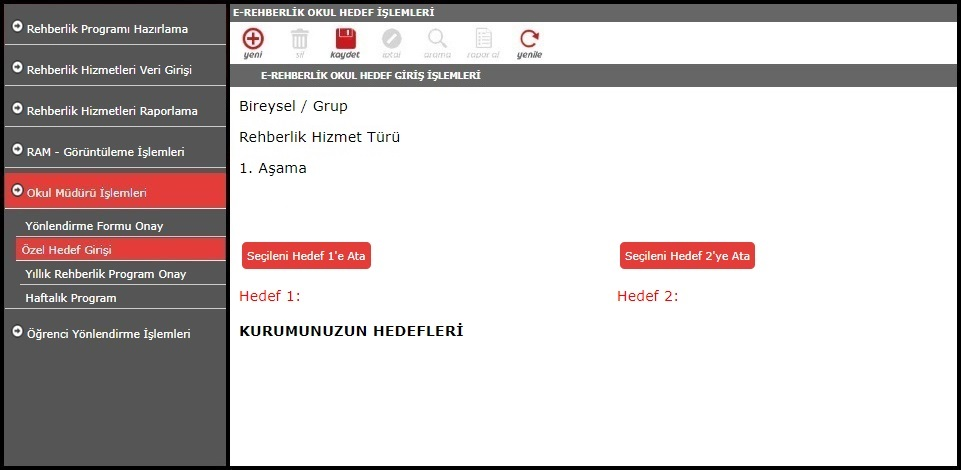 Rehberlik Programı Hazırlama
Rehberlik Hizmetleri Veri Girişi
Rehberlik Hizmetleri Raporlama
RAM - Görüntüleme İşlemleri
Okul Müdürü İşlemleri
Yönlendirme Formu Onay
Özel Hedef Girişi
Yıllık Rehberlik Program Onay
Haftalık Program
Öğrenci Yönlendirme İşlemleri
E-REHBERLİK OKUL HEDEF İŞLEMLERİ
yeni sil kaydet iptal arama rapor al yenile
E-REHBERLİK OKUL HEDEF GİRİŞ İŞLEMLERİ
Bireysel / Grup
Rehberlik Hizmet Türü
1. Aşama
Seçileni Hedef 1'e Ata Seçileni Hedef 2'ye Ata
Hedef 1: Hedef 2:
KURUMUNUZUN HEDEFLERİ